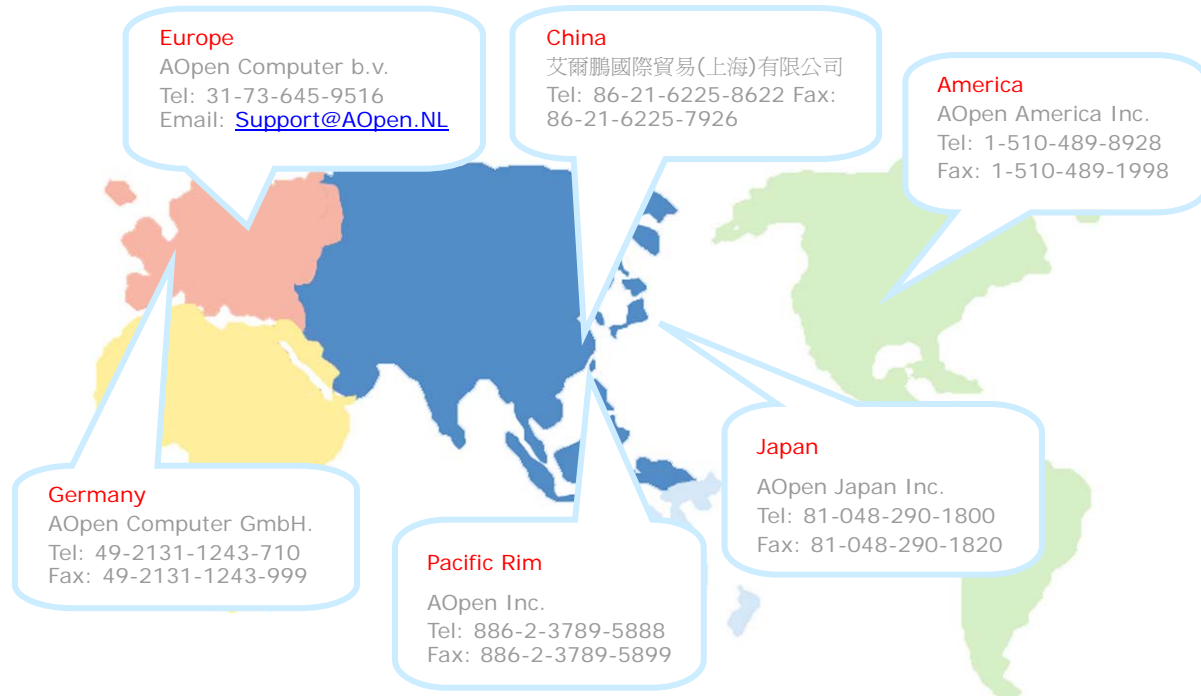 Europe
AOpen Computer b.v.
Tel: 31-73-645-9516
Email: Support@AOpen.NL
China
艾爾鵬國際貿易(上海)有限公司
Tel: 86-21-6225-8622 Fax:
86-21-6225-7926
America
AOpen America Inc.
Tel: 1-510-489-8928
Fax: 1-510-489-1998
Germany
AOpen Computer GmbH.
Tel: 49-2131-1243-710
Fax: 49-2131-1243-999
Pacific Rim
AOpen Inc.
Tel: 886-2-3789-5888
Fax: 886-2-3789-5899
Japan
AOpen Japan Inc.
Tel: 81-048-290-1800
Fax: 81-048-290-1820